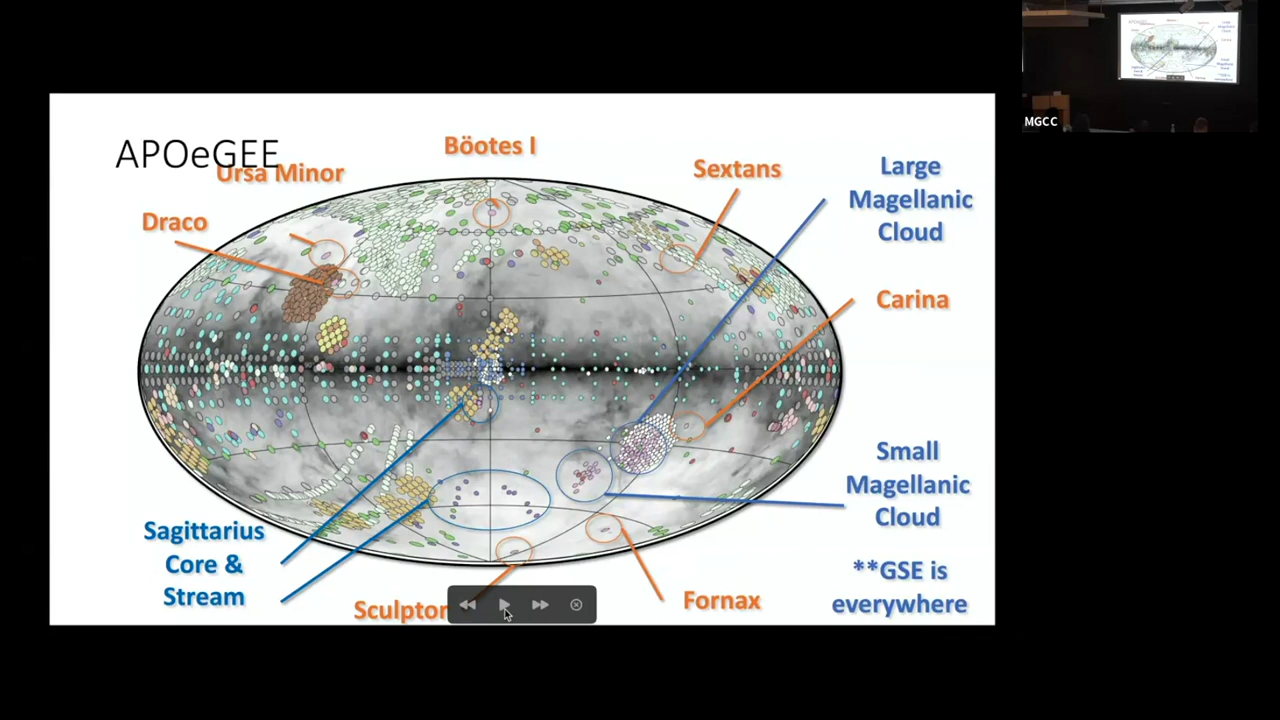 APOeGEE
Ursa Minor
Böotes I
Sextans
Large
Magellanic
Cloud
Draco
Carina
Small
Magellanic
Cloud
Sagittarius
Core &
Stream
**GSE is
everywhere
Sculptor
Fornax
MGCC